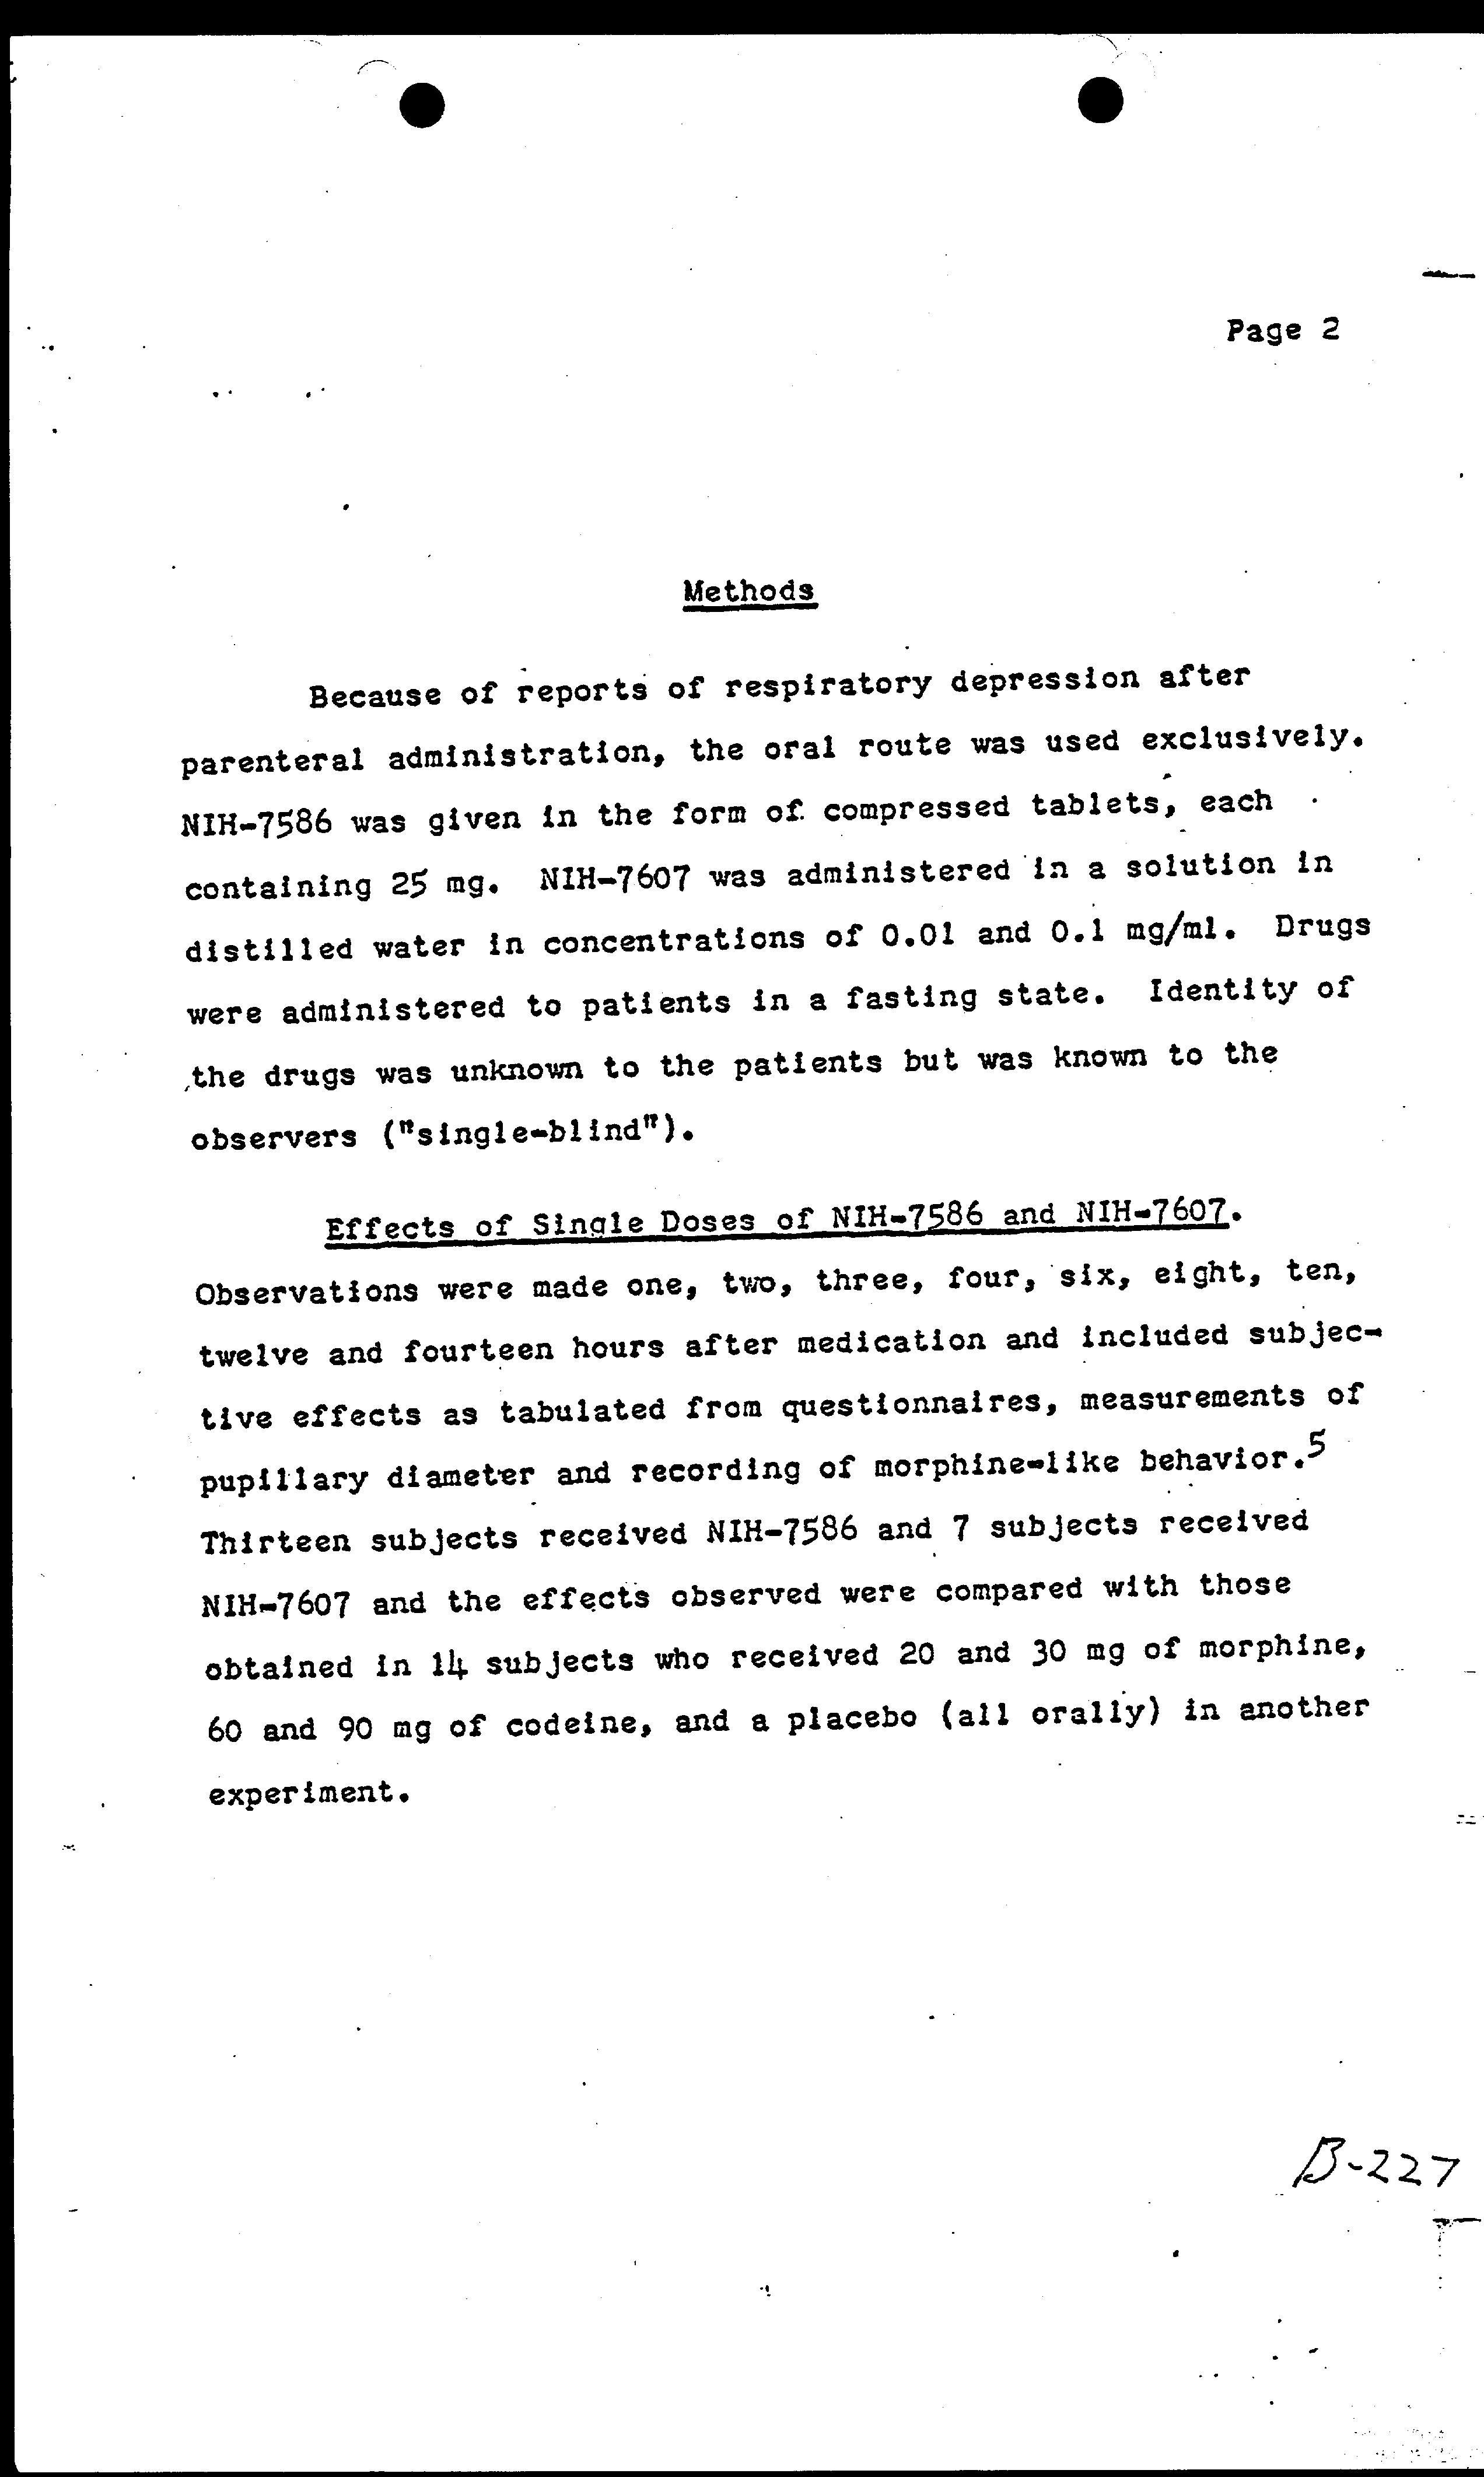 Page 2
Methods
Because of reports of respiratory depression after
parenteral administration, the oral route was used exclusively.
NIH-7586 was given in the form of compressed tablets, each
containing 25 mg. NIH-7607 was administered in a solution in
distilled water in concentrations of 0.01 and 0.1 mg/ml. Drugs
were administered to patients in a fasting state. Identity of
the drugs was unknown to the patients but was known to the
observers ("single-blind").
Effects of Single Doses of NIH-7586 and NIH-7607.
Observations were made one, two, three, four, six, eight, ten,
twelve and fourteen hours after medication and included subjec-
tive effects as tabulated from questionnaires, measurements of
pupillary diameter and recording of morphine-like behavior.5
Thirteen subjects received NIH-7586 and 7 subjects received
NIH-7607 and the effects observed were compared with those
obtained in 14 subjects who received 20 and 30 mg of morphine,
60 and 90 mg of codeine, and a placebo (all orally) in another
experiment.
B-227